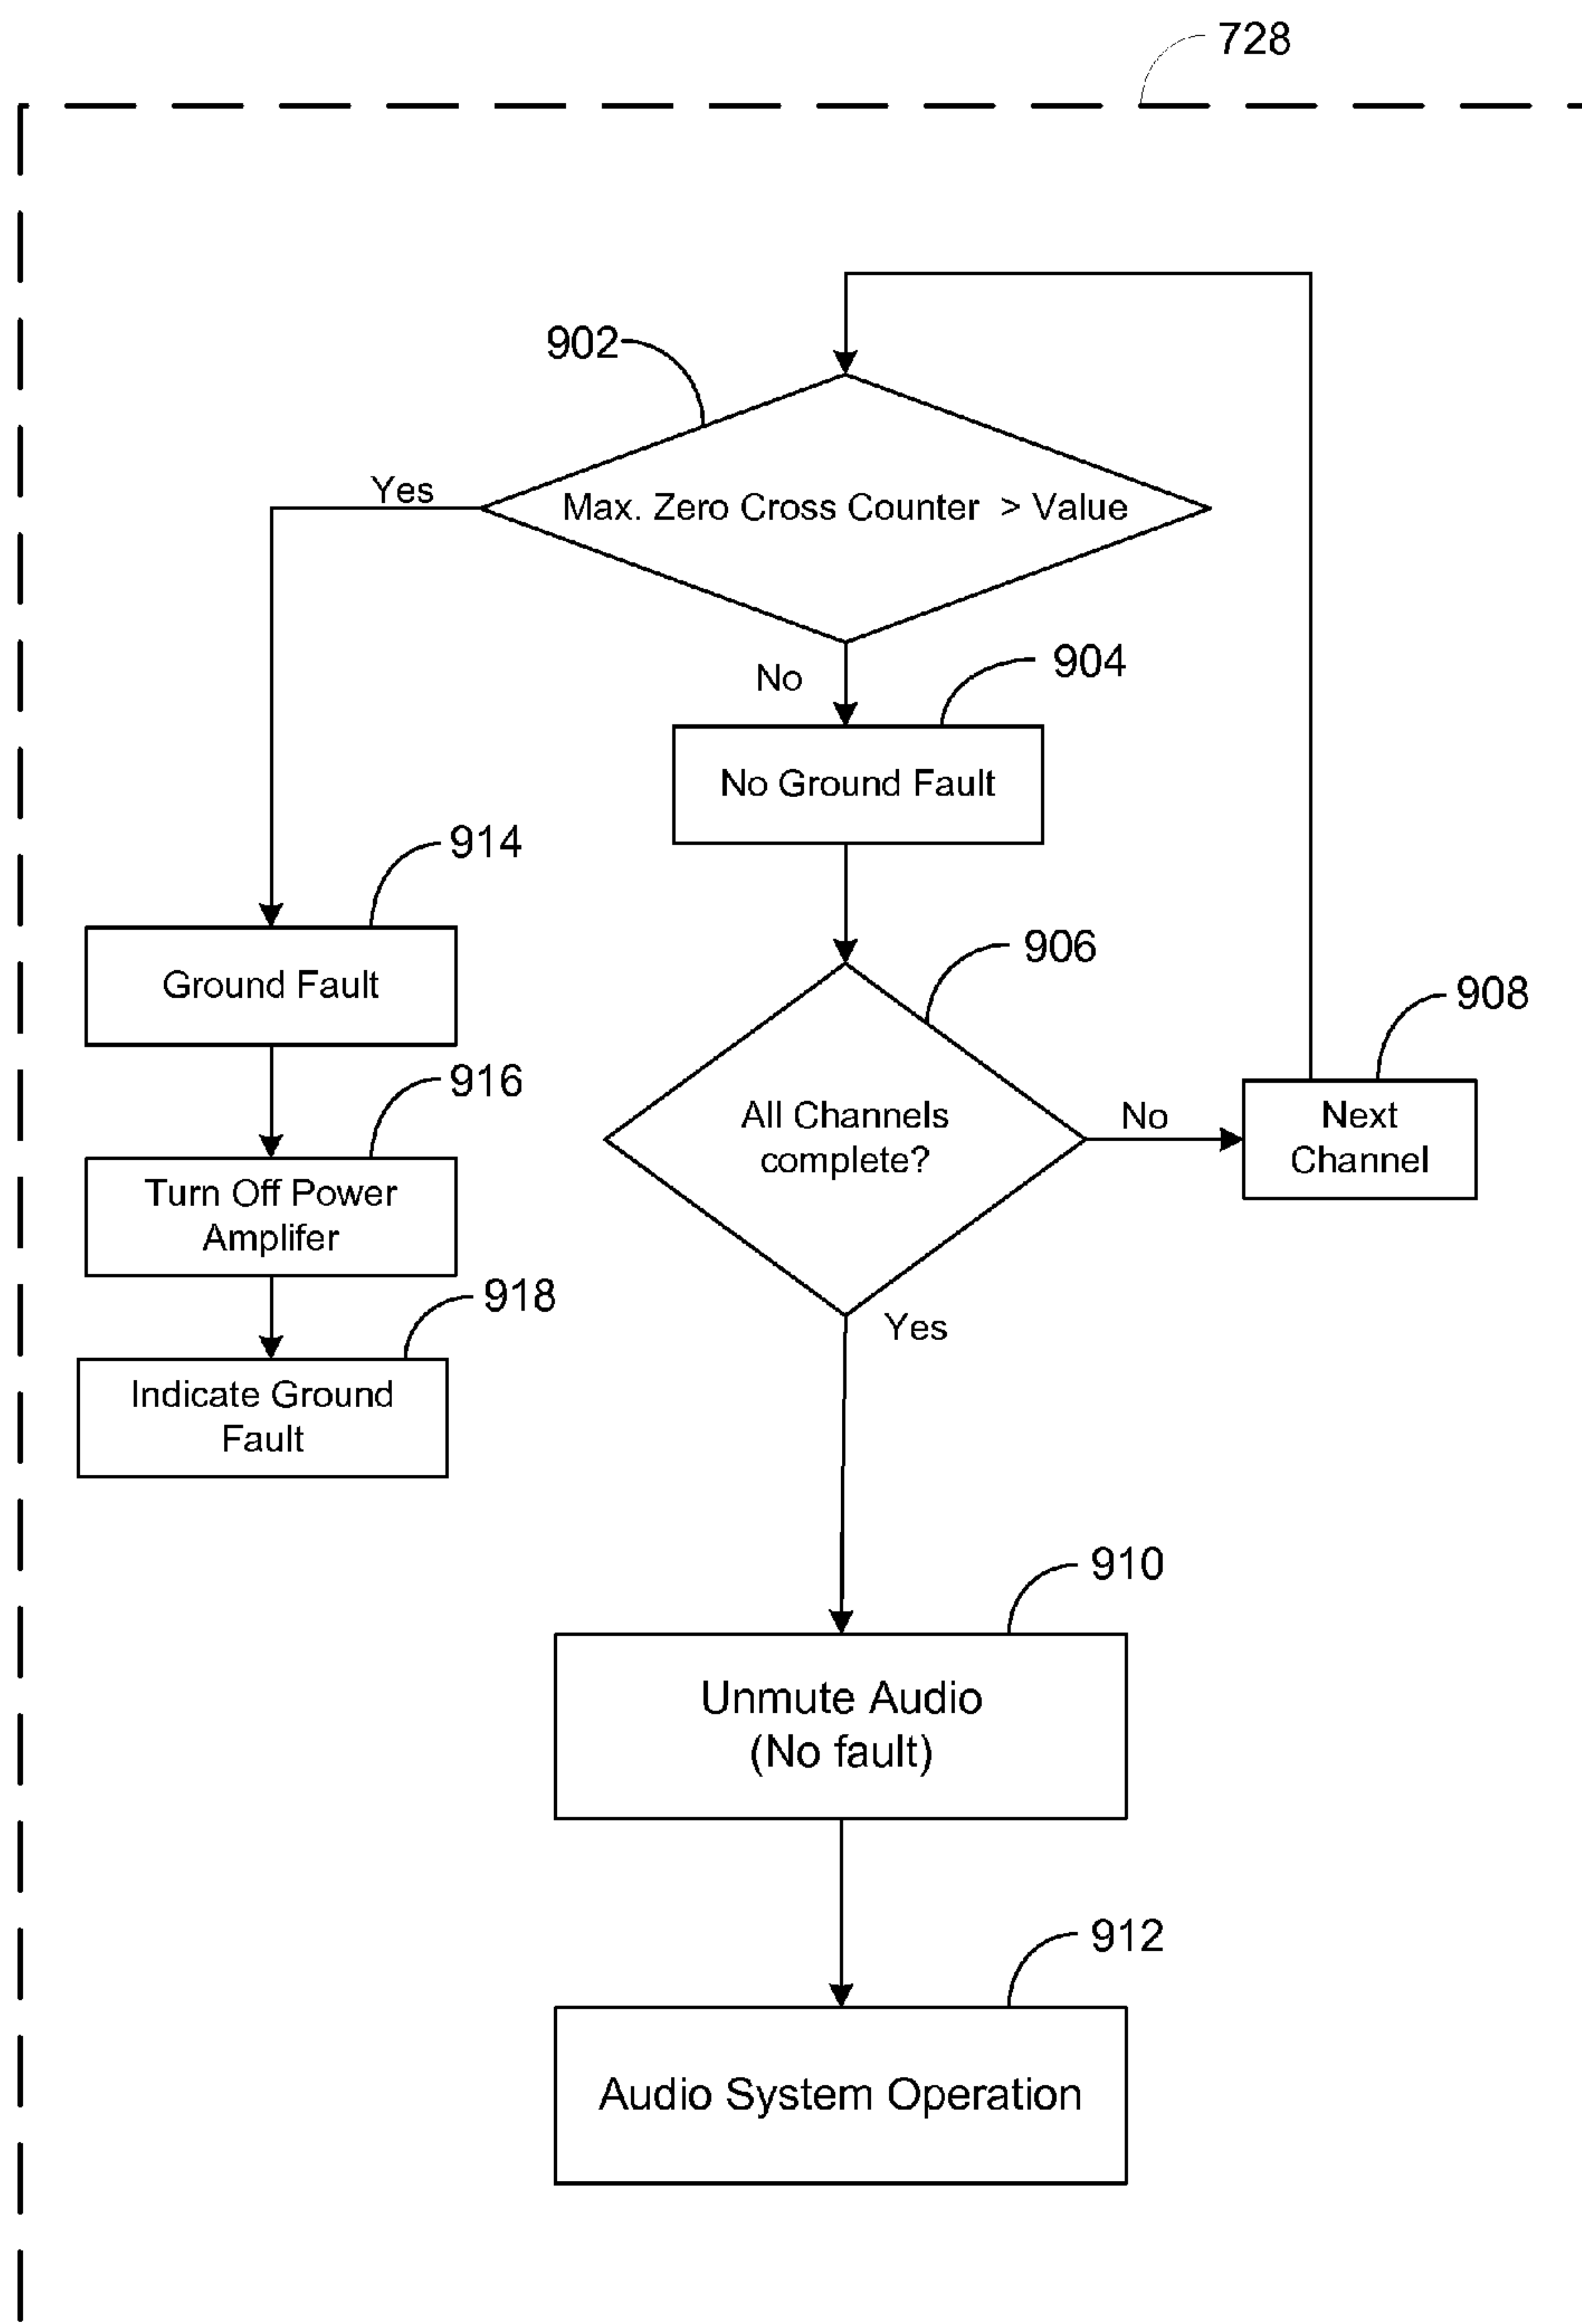 728
902
Yes
Max. Zero Cross Counter > Value
No
904
No Ground Fault
914
906
Ground Fault
908
916
All Channels
complete?
No
Next
Channel
Turn Off Power
Amplifer
918
Yes
Indicate Ground
Fault
910
Unmute Audio
(No fault)
912
Audio System Operation